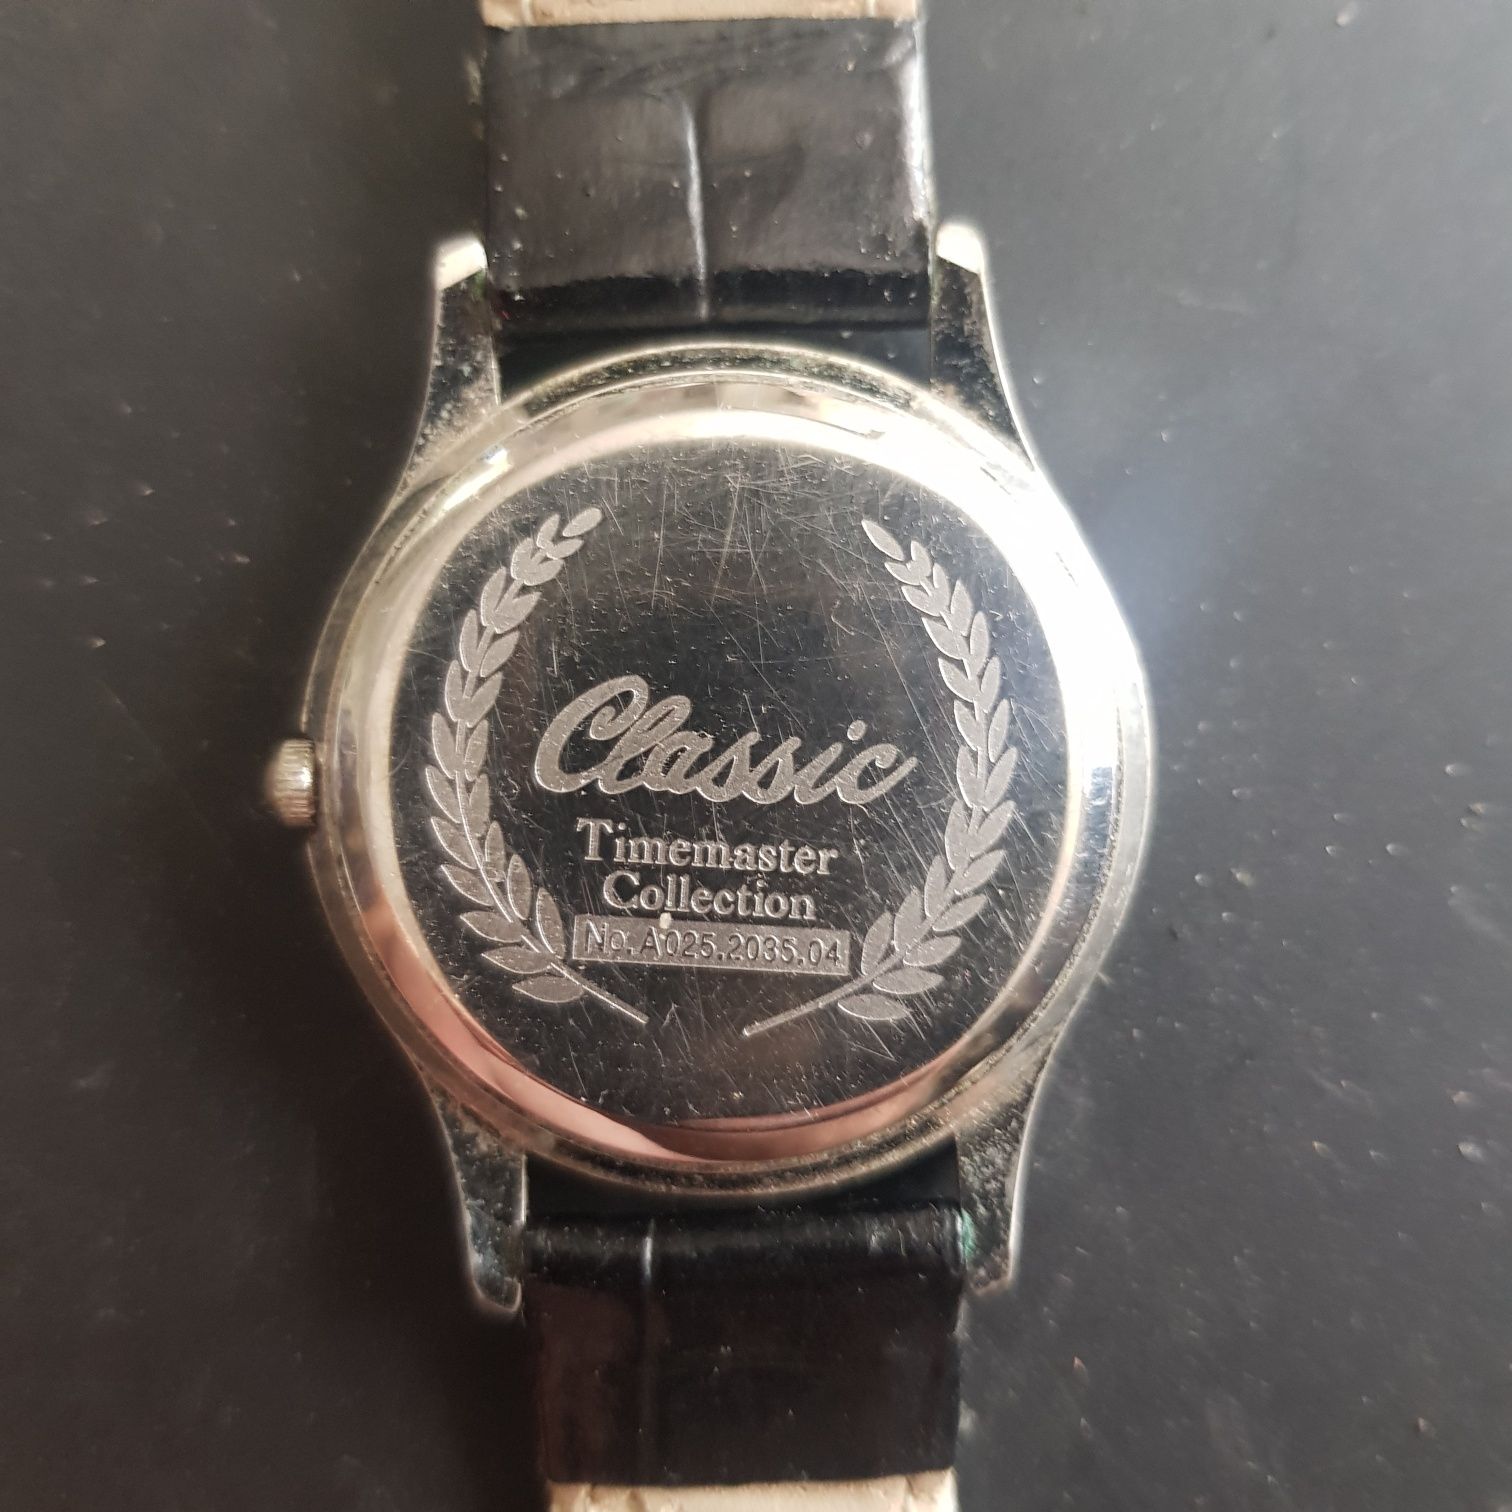 Classic
Timemaster
Collection
No. A025.2035.04